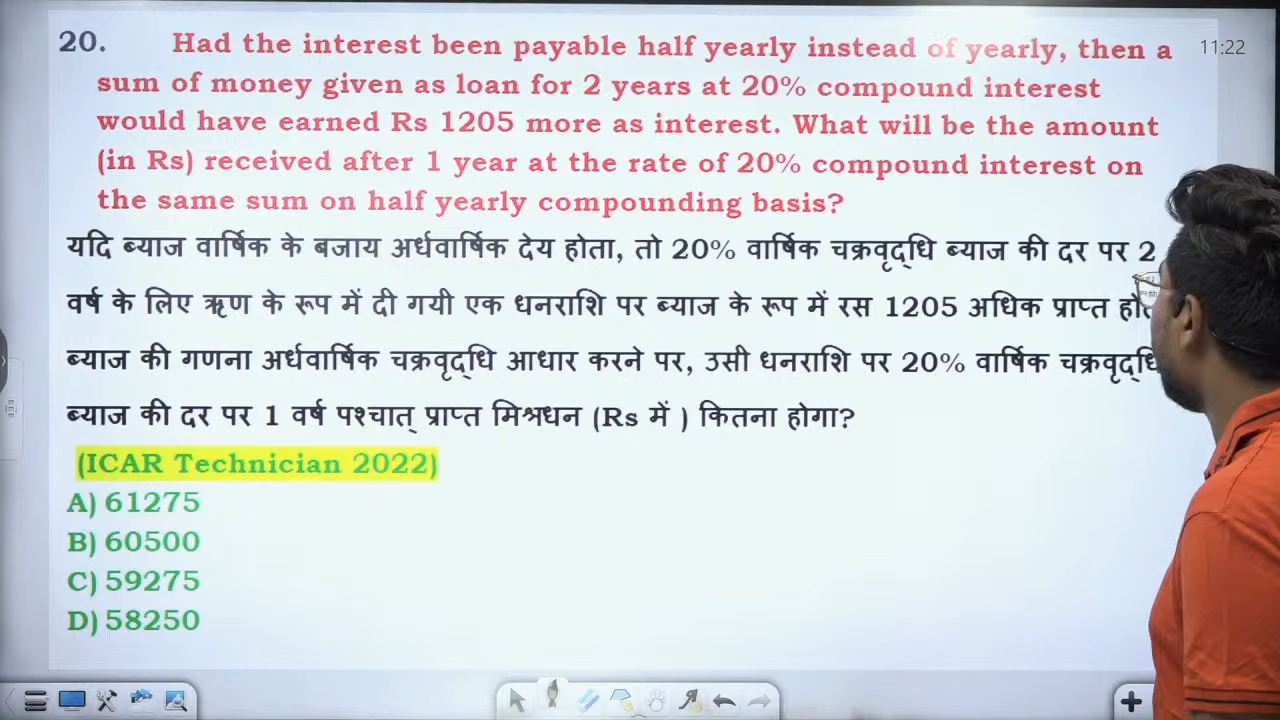 20. Had the interest been payable half yearly instead of yearly, then a
11:22
sum of money given as loan for 2 years at 20% compound interest
would have earned Rs 1205 more as interest. What will be the amount
(in Rs) received after 1 year at the rate of 20% compound interest on
the same sum on half yearly compounding basis?
यदि ब्याज वार्षिक के बजाय अर्धवार्षिक देय होता, तो 20% वार्षिक चक्रवृद्धि ब्याज की दर पर 2
वर्ष के लिए ऋण के रूप में दी गयी एक धनराशि पर ब्याज के रूप में रस 1205 अधिक प्राप्त
ब्याज की गणना अर्धवार्षिक चक्रवृद्धि आधार करने पर, उसी धनराशि पर 20% वार्षिक चक्रवृद्धि
ब्याज की दर पर 1 वर्ष पश्चात् प्राप्त मिश्रधन (Rs में ) कितना होगा?
(ICAR Technician 2022)
A) 61275
B) 60500
C) 59275
D) 58250